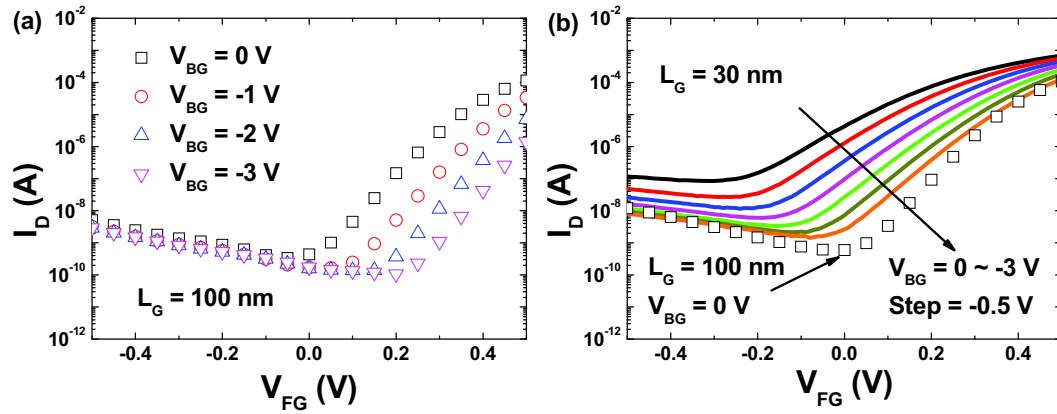 (a)
10⁻²
10⁻⁴
10⁻⁶
10⁻⁸
10⁻¹⁰
10⁻¹²
I_D (A)
V_BG = 0 V
V_BG = -1 V
V_BG = -2 V
V_BG = -3 V
L_G = 100 nm
-0.4 -0.2 0.0 0.2 0.4
V_FG (V)
(b)
10⁻²
10⁻⁴
10⁻⁶
10⁻⁸
10⁻¹⁰
10⁻¹²
I_D (A)
L_G = 30 nm
L_G = 100 nm
V_BG = 0 V
V_BG = 0 ~ -3 V
Step = -0.5 V
-0.4 -0.2 0.0 0.2 0.4
V_FG (V)